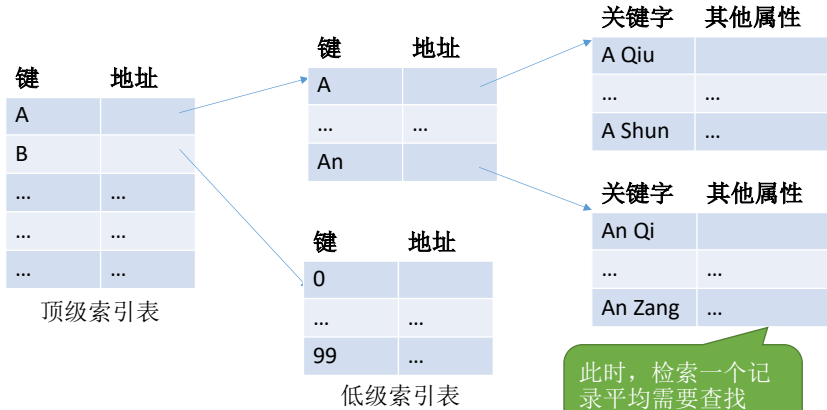 键 地址
A
B
… …
… …
… …
顶级索引表
键 地址
A
… …
An
键 地址
0
… …
99 …
低级索引表
关键字 其他属性
A Qiu
… …
A Shun …
关键字 其他属性
An Qi
… …
An Zang …
此时，检索一个记
录平均需要查找